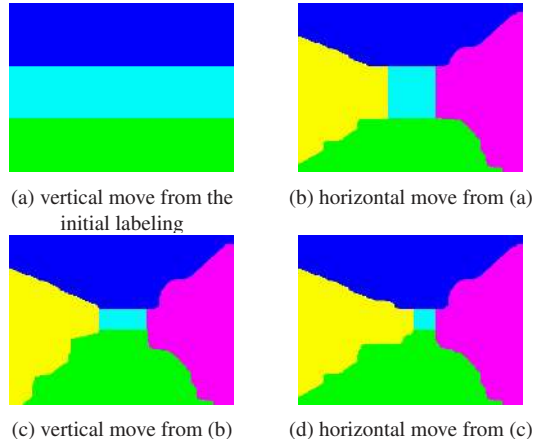 (a) vertical move from the
initial labeling
(b) horizontal move from (a)
(c) vertical move from (b)
(d) horizontal move from (c)